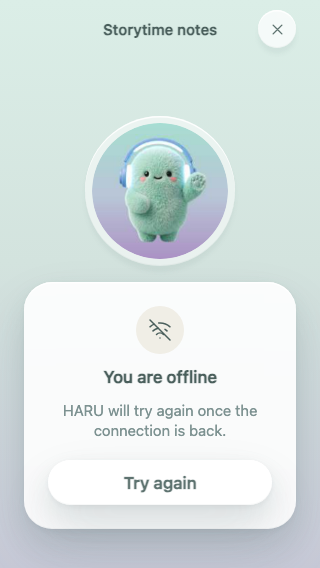 Storytime notes
You are offline
HARU will try again once the
connection is back.
Try again